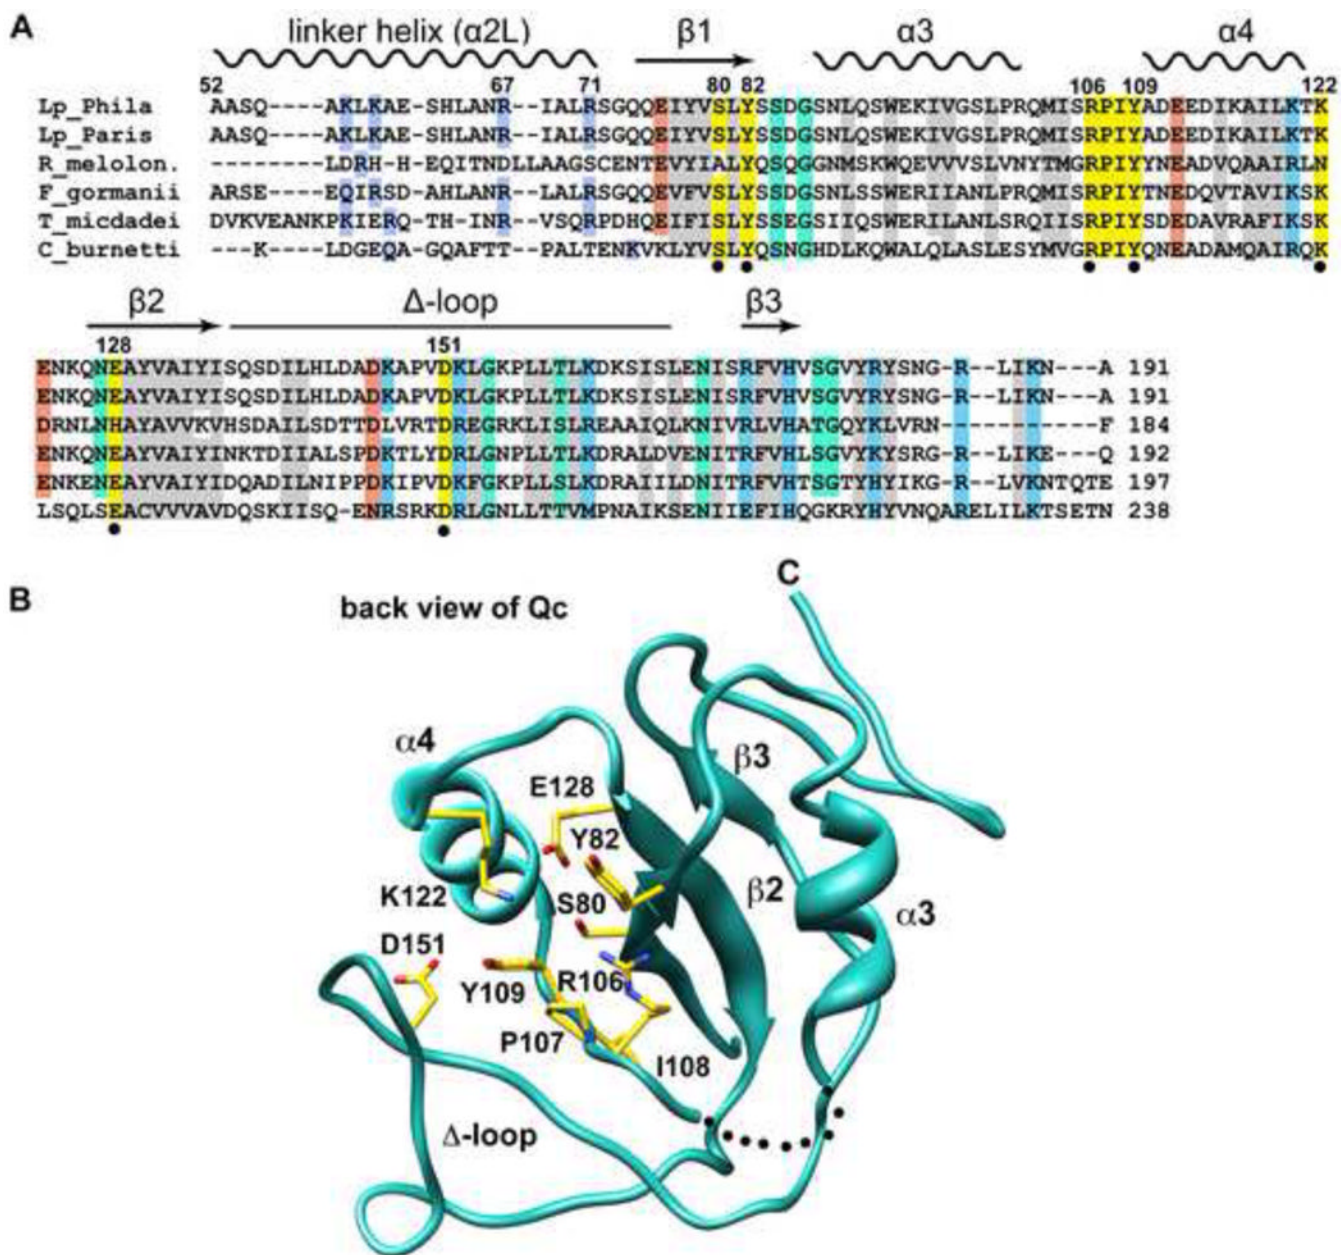 A
linker helix (α2L) β1 α3 α4
52 67 71 80 82 106 109 122
Lp_Phila AASQ----AKLKAE-SHLANR--IALRSGQQEIYVSLYSSDGSNLQSWEKIVGSLPRQMISRPIYADEEDIKAILKTK
Lp_Paris AASQ----AKLKAE-SHLANR--IALRSGQQEIYVSLYSSDGSNLQSWEKIVGSLPRQMISRPIYADEEDIKAILKTK
R_melolon. --------LDRH-H-EQITNDLLAAGSCENTEVYIALYQSQGGNMSKWQEVVVSLVNYTMGRPIYMNEADVQAAIRLN
F_gormanii ARSE----EQIRSD-AHLANR--LALRSGQQEVFVSLYSSDGSNLSSWERIIANLPRQMISRPIYTNEDQVTAVIKSK
T_micdadei DVKVEANKPKIERQ-TH-INR--VSQRPDHQEIFISLYSSEGSIIQSWERILANLSRQIISRPIYSDEDAVRAFIKSK
C_burnetti ---K----LDGEQA-GQAFTT--PALTENKVKLYVSLYQSNGHDLKQWALQLASLESYMVGRPIYQNEADAMQAIRQK
β2 Δ-loop β3
128 151
ENKQNEAYVAIYISQSDILHLDADKAPVDKLGKPLLTLKDKSISLENISRFVHVSGVYRYSNG-R--LIKN---A 191
ENKQNEAYVAIYISQSDILHLDADKAPVDKLGKPLLTLKDKSISLENISRFVHVSGVYRYSNG-R--LIKN---A 191
DRNLNHAYAVVKVHSDAILSDTTDLVRTDREGRKLISLREAAIQLKNIVRLVHATGQYKLVRN-----------F 184
ENKQNEAYVAIYINKTDIIALSPDKTLYDRLGNPLLTLKDRALDVENITRFVHLSGVYKYSRG-R--LIKE---Q 192
ENKENEAYVAIYIDQADILNIPPDKIPVDKFGKPLLTLKDRAIILDNITRFVHTSGTYHYIKG-R--LVKNTQTE 197
LSQLSEACVVVAVDQSKIISQ-ENRSRKDRLGNLLTTVMPNAIKSENIIEFIHQGKRYHYVNQARELILKTSETN 238
B
back view of Qc
C
α4
β3
E128
Y82
β2
K122
S80
α3
D151
Y109
R106
P107
I108
Δ-loop